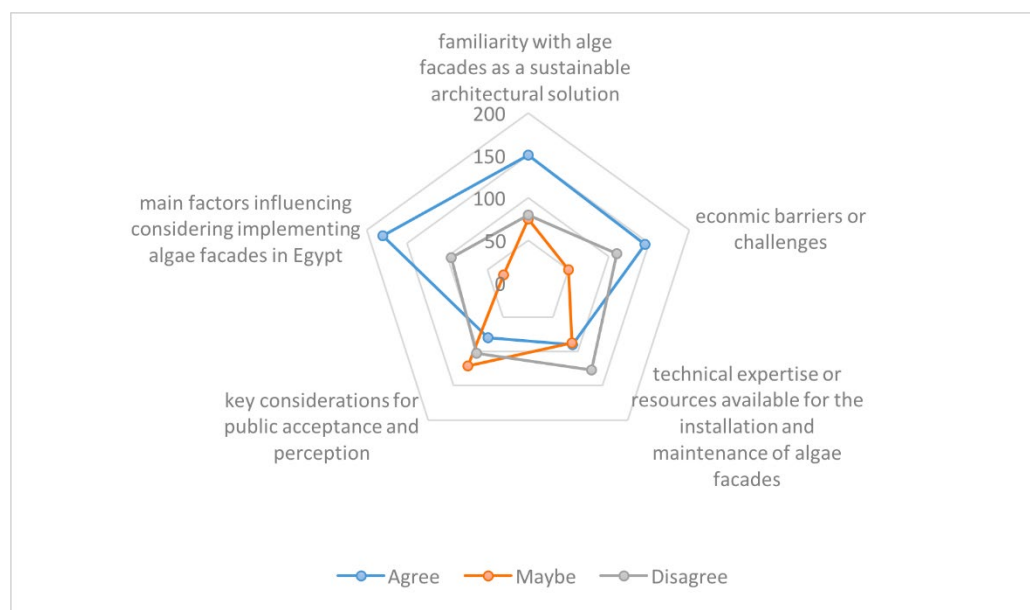 familiarity with alge
facades as a sustainable
architectural solution
200
150
100
50
0
main factors influencing
considering implementing
algae facades in Egypt
econmic barriers or
challenges
key considerations for
public acceptance and
perception
technical expertise or
resources available for the
installation and
maintenance of algae
facades
Agree
Maybe
Disagree